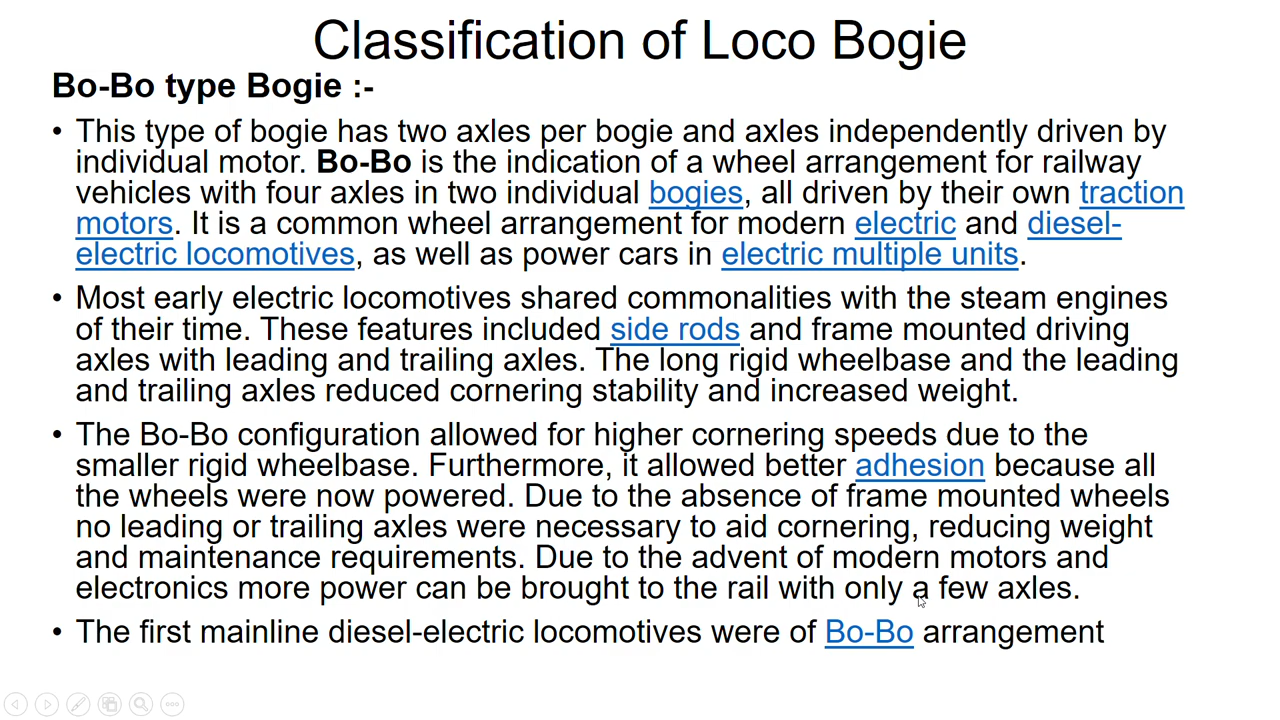 Classification of Loco Bogie
Bo-Bo type Bogie :-
• This type of bogie has two axles per bogie and axles independently driven by
individual motor. Bo-Bo is the indication of a wheel arrangement for railway
vehicles with four axles in two individual bogies, all driven by their own traction
motors. It is a common wheel arrangement for modern electric and diesel-
electric locomotives, as well as power cars in electric multiple units.
• Most early electric locomotives shared commonalities with the steam engines
of their time. These features included side rods and frame mounted driving
axles with leading and trailing axles. The long rigid wheelbase and the leading
and trailing axles reduced cornering stability and increased weight.
• The Bo-Bo configuration allowed for higher cornering speeds due to the
smaller rigid wheelbase. Furthermore, it allowed better adhesion because all
the wheels were now powered. Due to the absence of frame mounted wheels
no leading or trailing axles were necessary to aid cornering, reducing weight
and maintenance requirements. Due to the advent of modern motors and
electronics more power can be brought to the rail with only a few axles.
• The first mainline diesel-electric locomotives were of Bo-Bo arrangement